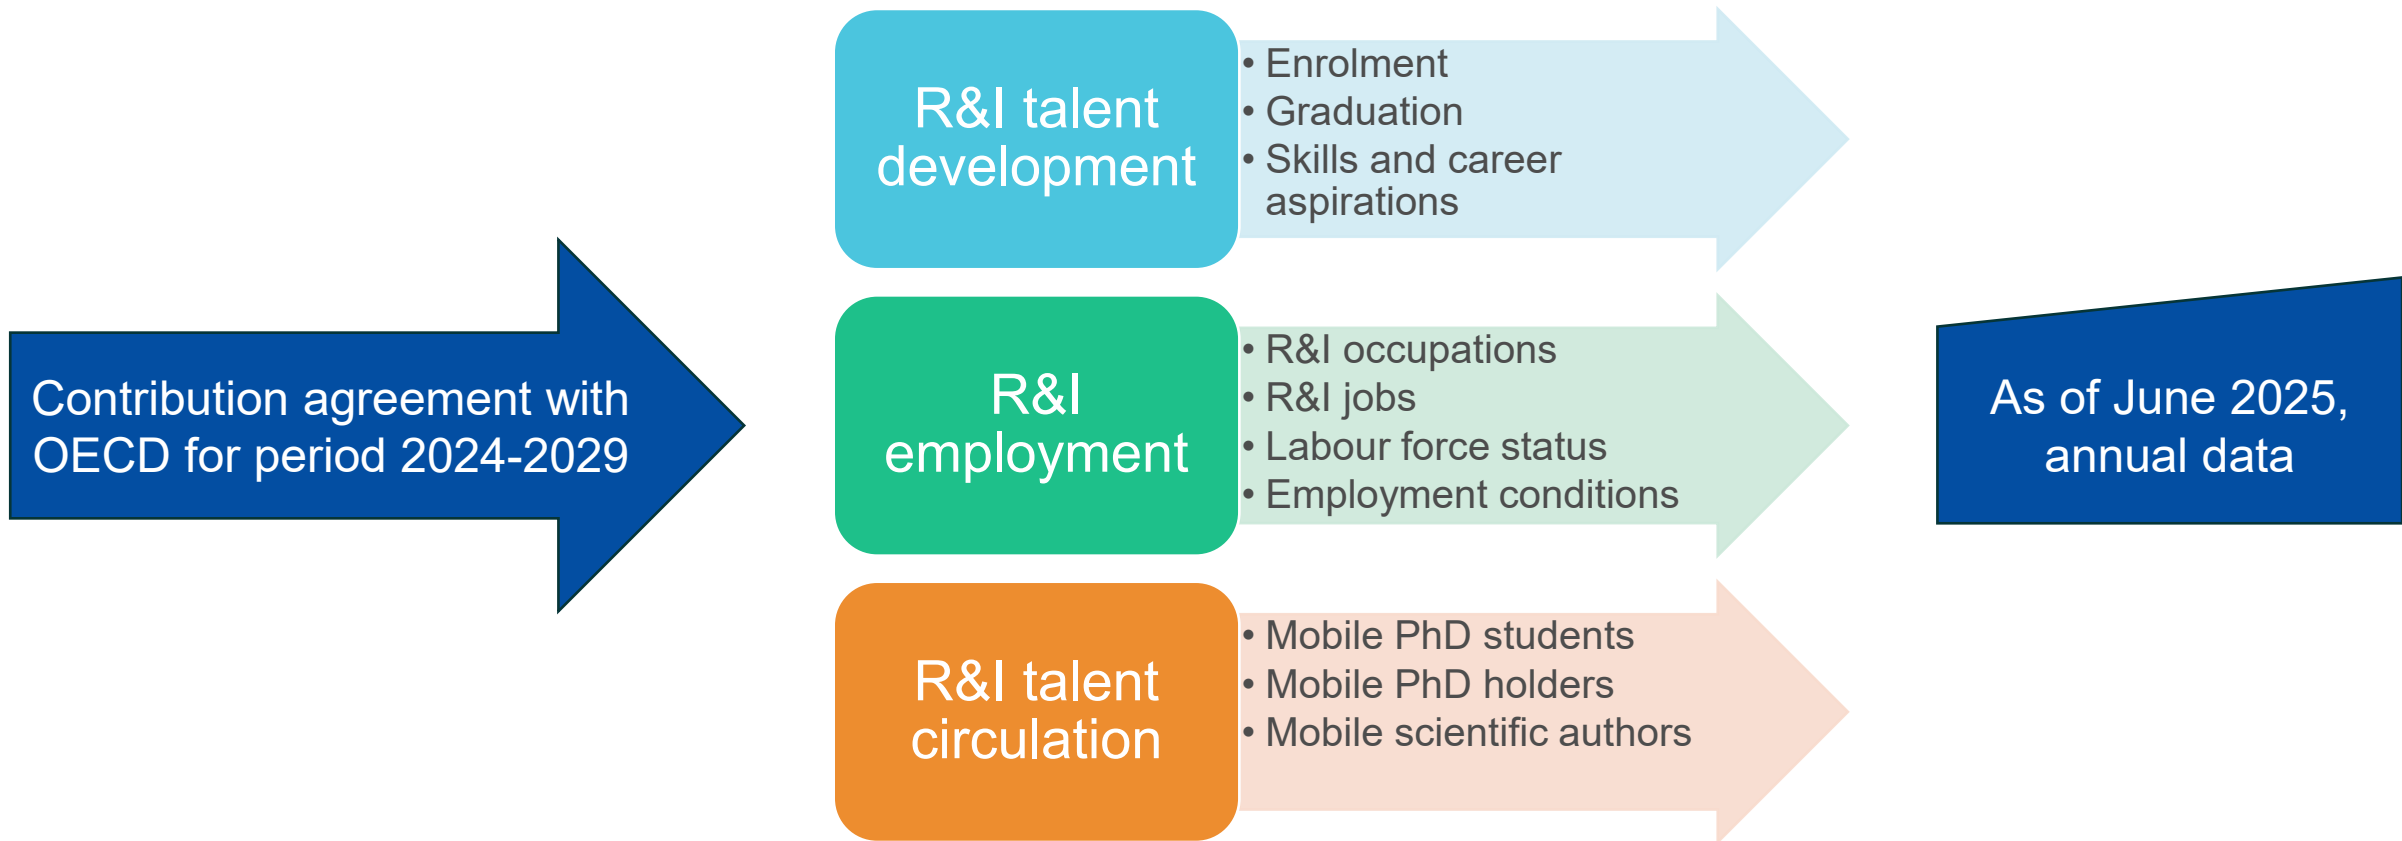 Contribution agreement with
OECD for period 2024-2029
R&I talent
development
• Enrolment
• Graduation
• Skills and career
aspirations
R&I
employment
• R&I occupations
• R&I jobs
• Labour force status
• Employment conditions
R&I talent
circulation
• Mobile PhD students
• Mobile PhD holders
• Mobile scientific authors
As of June 2025,
annual data